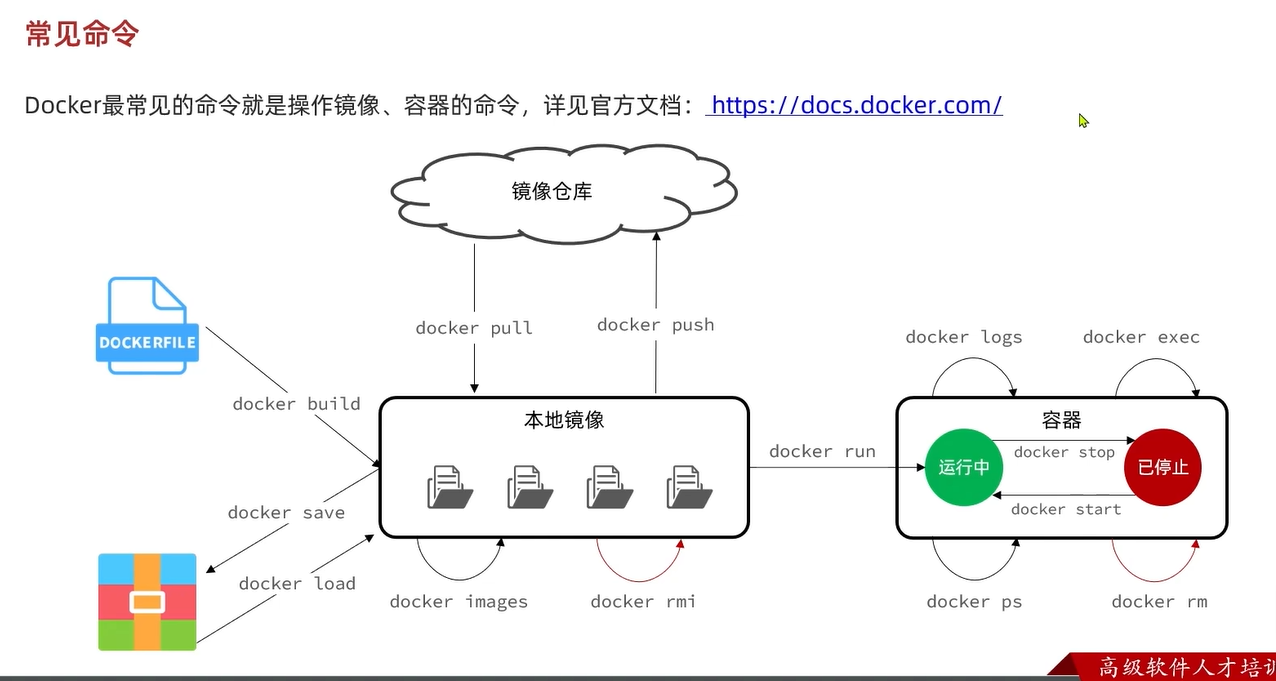 常见命令
Docker最常见的命令就是操作镜像、容器的命令，详见官方文档： https://docs.docker.com/
镜像仓库
docker pull
docker push
DOCKERFILE
docker build
docker logs
docker exec
本地镜像
容器
docker run
运行中
docker stop
已停止
docker start
docker save
docker load
docker images
docker rmi
docker ps
docker rm
高级软件人才培